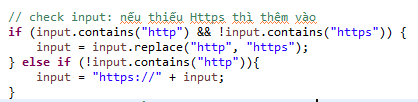 // check input: nếu thiếu Https thì thêm vào
if (input.contains("http") && !input.contains("https")) {
input = input.replace("http", "https");
} else if (!input.contains("http")){
input = "https://" + input;
}